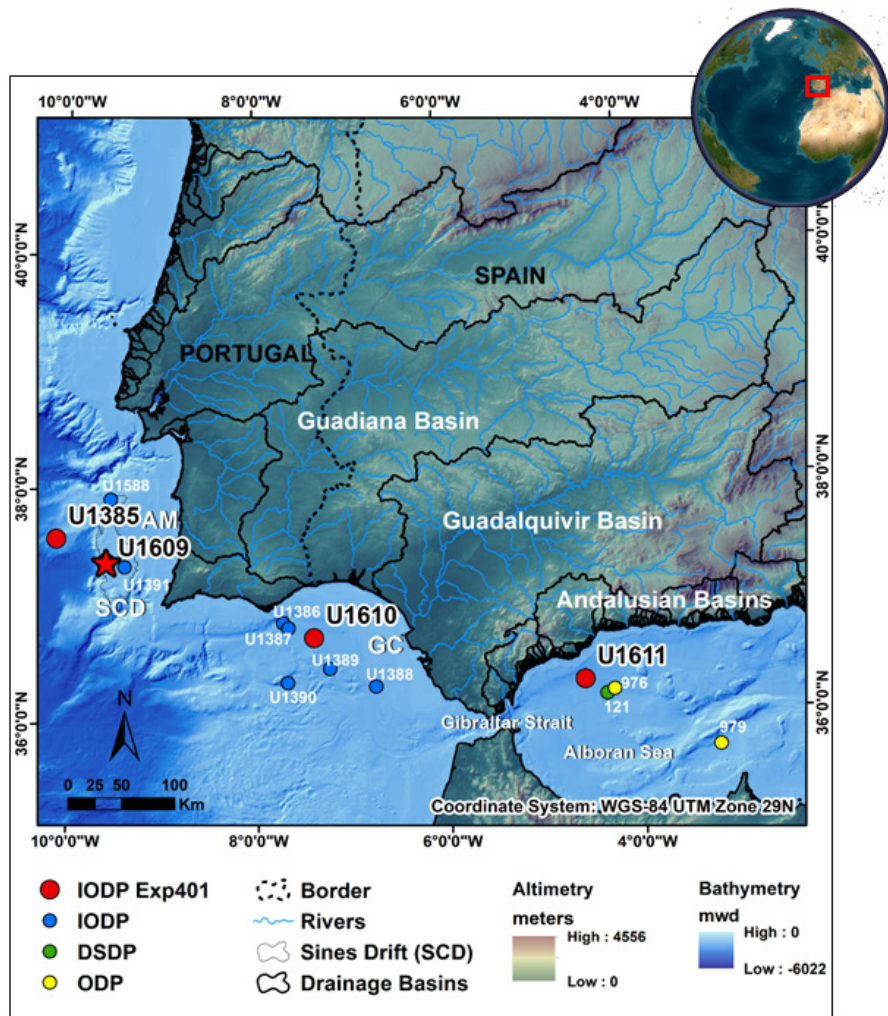 10°0'0"W 8°0'0"W 6°0'0"W 4°0'0"W
40°0'0"N 40°0'0"N
SPAIN
PORTUGAL
Guadiana Basin
38°0'0"N 38°0'0"N
U1588
U1385
AM
Guadalquivir Basin
U1609
U1391
SCD
Andalusian Basins
U1386
U1610
U1387
GC
U1389
U1611
U1388
976
U1390
121
36°0'0"N 36°0'0"N
N
Gibraltar Strait
979
Alboran Sea
0 25 50 100
Km
Coordinate System: WGS-84 UTM Zone 29N
10°0'0"W 8°0'0"W 6°0'0"W 4°0'0"W
IODP Exp401
IODP
DSDP
ODP
Border
Rivers
Sines Drift (SCD)
Drainage Basins
Altimetry
meters
High : 4556
Low : 0
Bathymetry
mwd
High : 0
Low : -6022